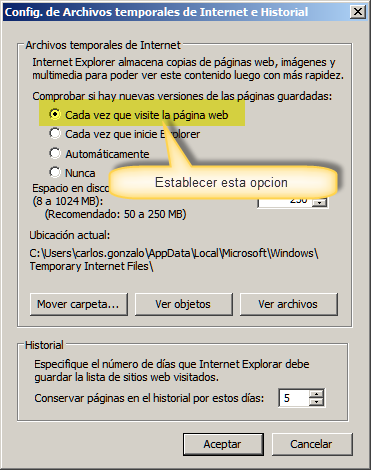 Config. de Archivos temporales de Internet e Historial
Archivos temporales de Internet
Internet Explorer almacena copias de páginas web, imágenes y
multimedia para poder ver este contenido luego con más rapidez.
Comprobar si hay nuevas versiones de las páginas guardadas:
Cada vez que visite la página web
Cada vez que inicie Explorer
Automáticamente
Nunca
Establecer esta opcion
Espacio en disco
(8 a 1024 MB)
250
(Recomendado: 50 a 250 MB)
Ubicación actual:
C:\Users\carlos.gonzalo\AppData\Local\Microsoft\Windows\
Temporary Internet Files\
Mover carpeta... Ver objetos Ver archivos
Historial
Especifique el número de días que Internet Explorar debe
guardar la lista de sitios web visitados.
Conservar páginas en el historial por estos días: 5
Aceptar Cancelar